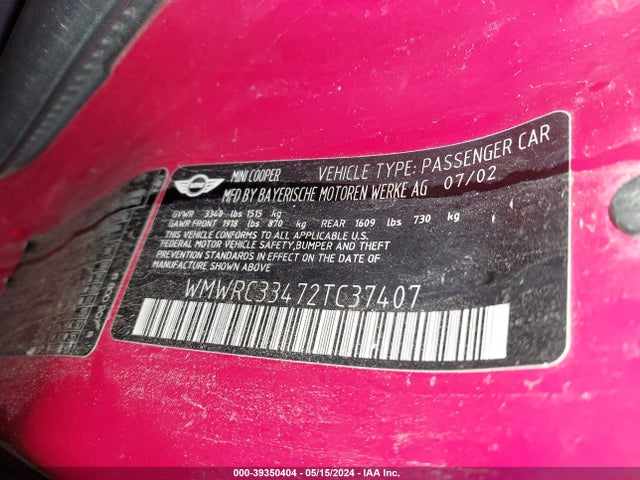 MINI COOPER VEHICLE TYPE: PASSENGER CAR
MFD BY BAYERISCHE MOTOREN WERKE AG 07/02
GVWR 3340 lbs 1515 kg
GAWR FRONT 1918 lbs 870 kg REAR 1609 lbs 730 kg
THIS VEHICLE CONFORMS TO ALL APPLICABLE U.S.
FEDERAL MOTOR VEHICLE SAFETY,BUMPER AND THEFT
PREVENTION STANDARDS IN EFFECT ON THE DATE OF
MANUFACTURE SHOWN ABOVE.
WMWRC33472TC37407
000-39350404 - 05/15/2024 - IAA Inc.